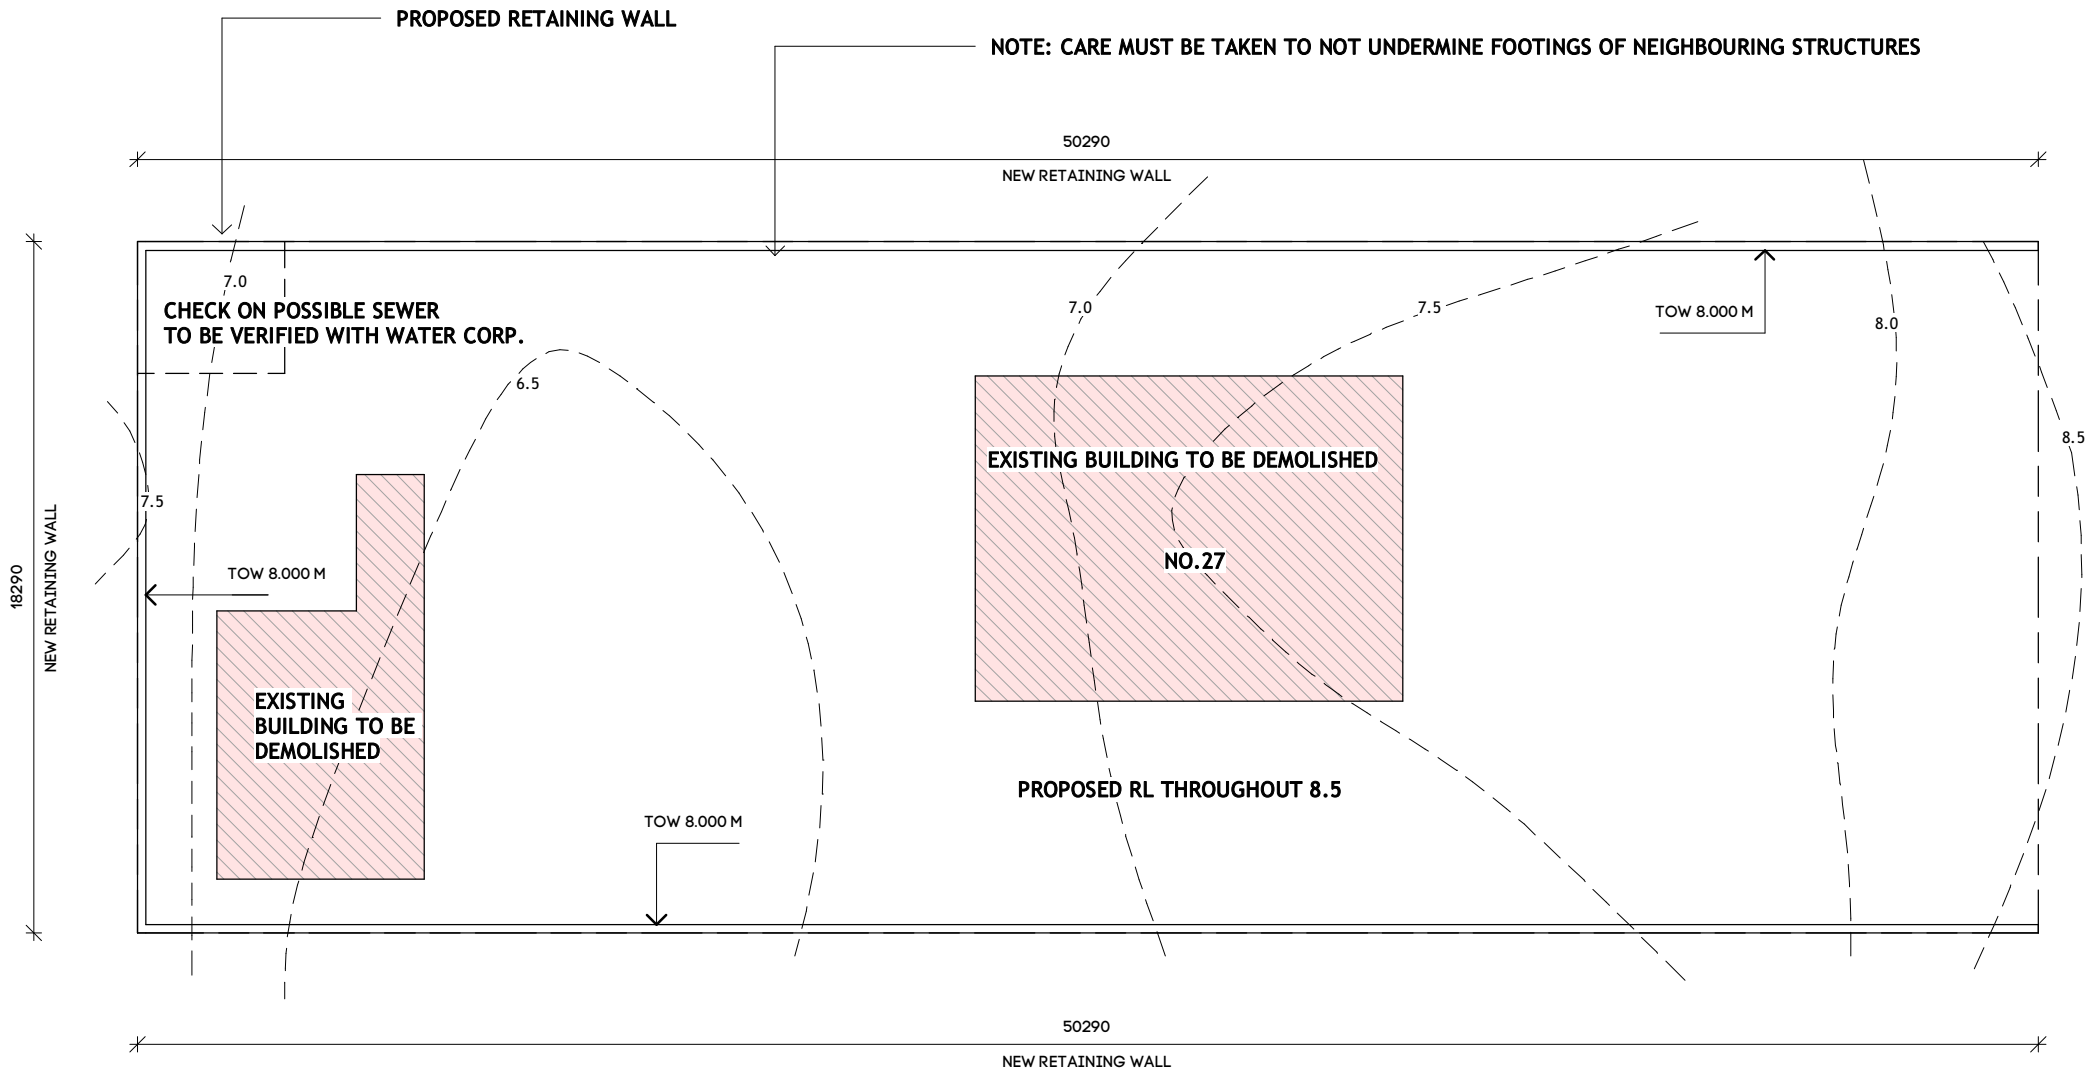 PROPOSED RETAINING WALL
NOTE: CARE MUST BE TAKEN TO NOT UNDERMINE FOOTINGS OF NEIGHBOURING STRUCTURES
50290
NEW RETAINING WALL
7.0
CHECK ON POSSIBLE SEWER
TO BE VERIFIED WITH WATER CORP.
7.0
7.5
TOW 8.000 M
8.0
6.5
8.5
EXISTING BUILDING TO BE DEMOLISHED
7.5
NO.27
18290
NEW RETAINING WALL
TOW 8.000 M
EXISTING
BUILDING TO BE
DEMOLISHED
PROPOSED RL THROUGHOUT 8.5
TOW 8.000 M
50290
NEW RETAINING WALL